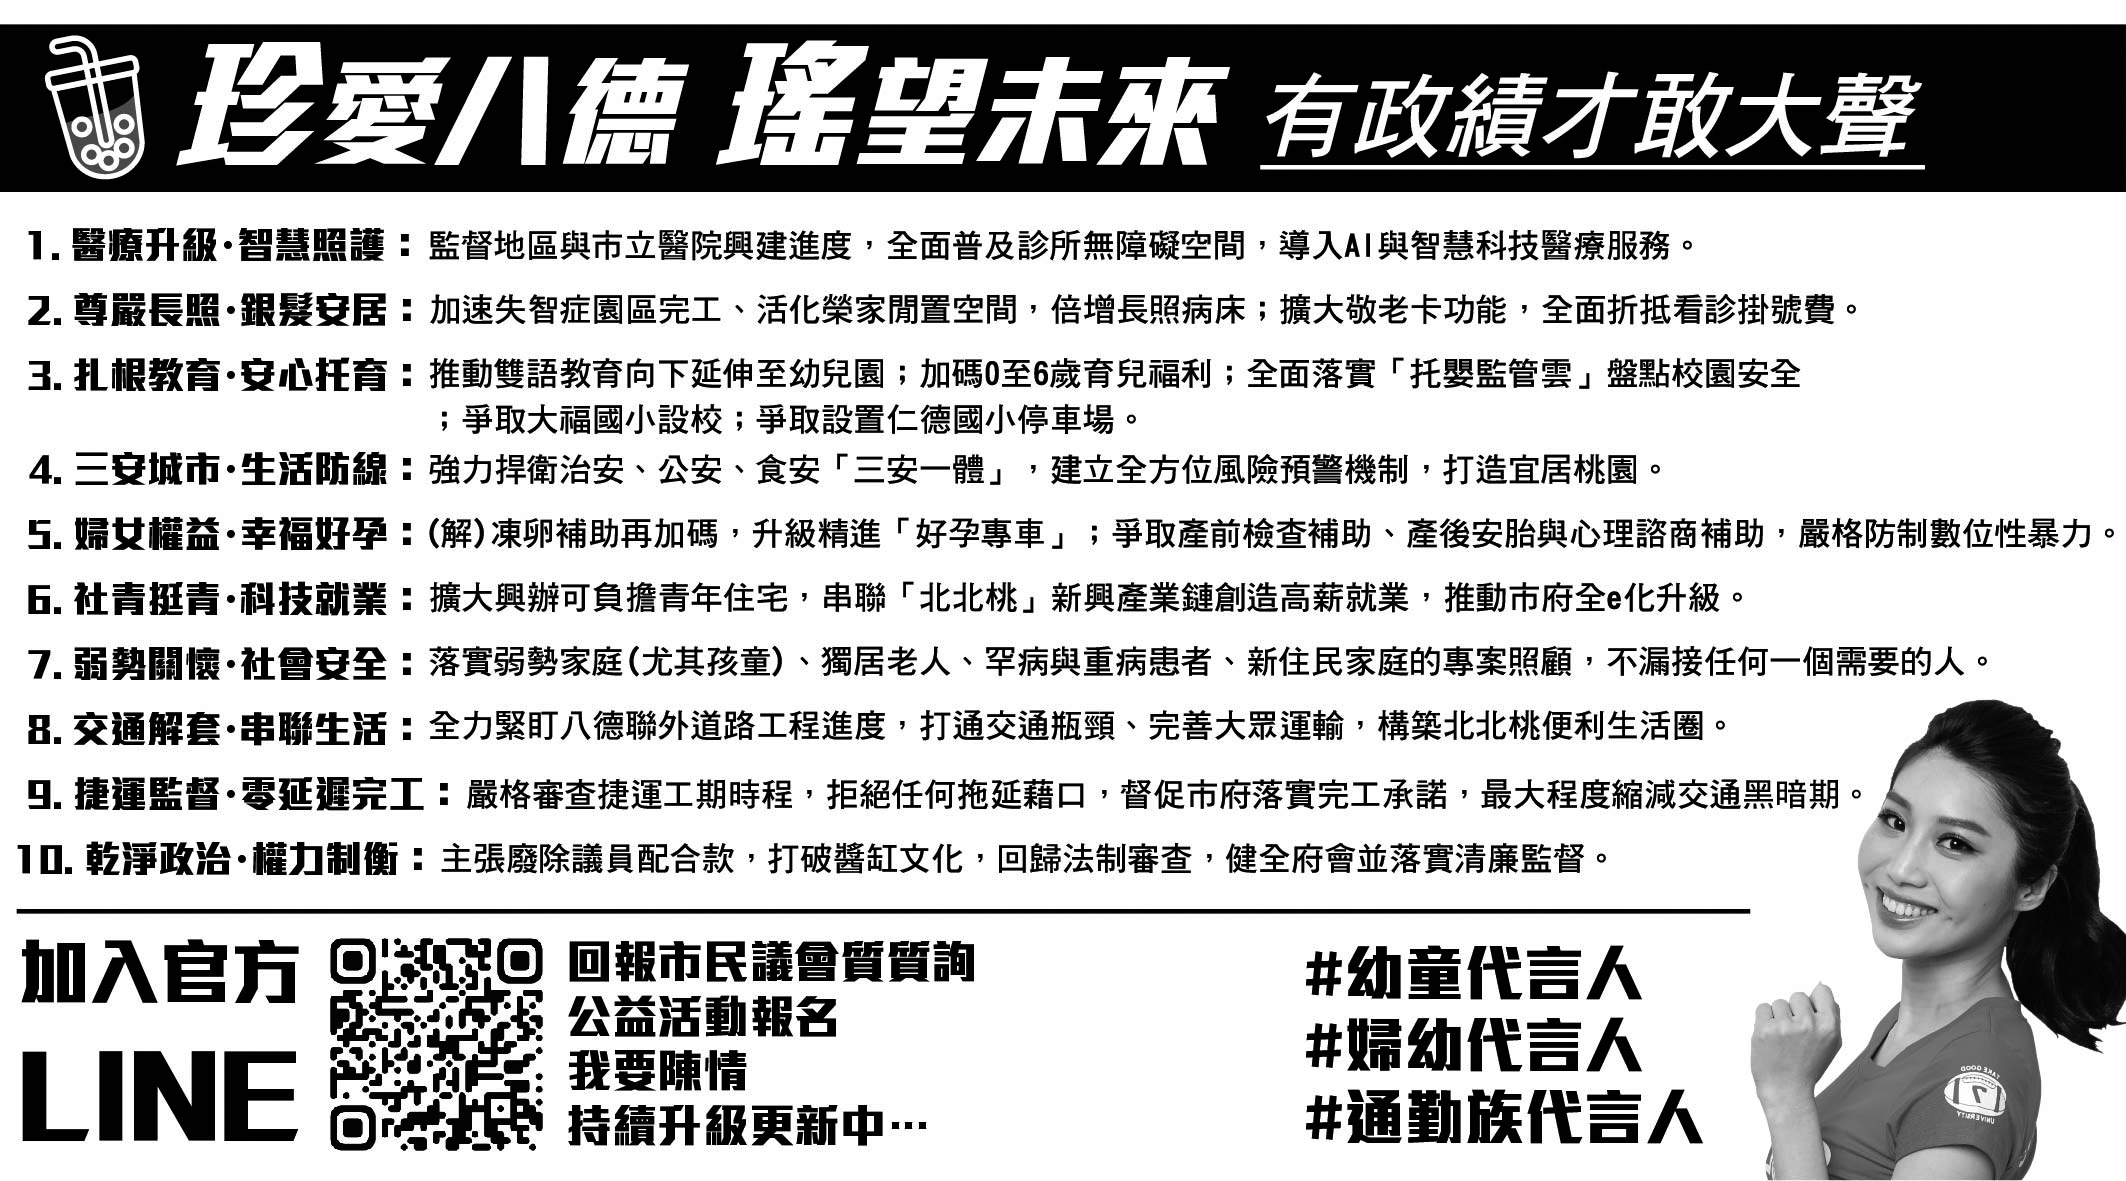 珍愛八德 瑤望未來 有政績才敢大聲
1. 醫療升級·智慧照護：監督地區與市立醫院興建進度，全面普及診所無障礙空間，導入AI與智慧科技醫療服務。
2. 尊嚴長照·銀髮安居：加速失智症園區完工、活化榮家閒置空間，倍增長照病床；擴大敬老卡功能，全面折抵看診掛號費。
3. 扎根教育·安心托育：推動雙語教育向下延伸至幼兒園；加碼0至6歲育兒福利；全面落實「托嬰監管雲」盤點校園安全
；爭取大福國小設校；爭取設置仁德國小停車場。
4. 三安城市·生活防線：強力捍衛治安、公安、食安「三安一體」，建立全方位風險預警機制，打造宜居桃園。
5. 婦女權益·幸福好孕：(解)凍卵補助再加碼，升級精進「好孕專車」；爭取產前檢查補助、產後安胎與心理諮商補助，嚴格防制數位性暴力。
6. 社青挺青·科技就業：擴大興辦可負擔青年住宅，串聯「北北桃」新興產業鏈創造高薪就業，推動市府全e化升級。
7. 弱勢關懷·社會安全：落實弱勢家庭(尤其孩童)、獨居老人、罕病與重病患者、新住民家庭的專案照顧，不漏接任何一個需要的人。
8. 交通解套·串聯生活：全力緊盯八德聯外道路工程進度，打通交通瓶頸、完善大眾運輸，構築北北桃便利生活圈。
9. 捷運監督·零延遲完工：嚴格審查捷運工期時程，拒絕任何拖延藉口，督促市府落實完工承諾，最大程度縮減交通黑暗期。
10. 乾淨政治·權力制衡：主張廢除議員配合款，打破醬缸文化，回歸法制審查，健全府會並落實清廉監督。
加入官方
LINE
回報市民議會質質詢
公益活動報名
我要陳情
持續升級更新中…
#幼童代言人
#婦幼代言人
#通勤族代言人
TAKE GOOD
7
UNIVERSITY